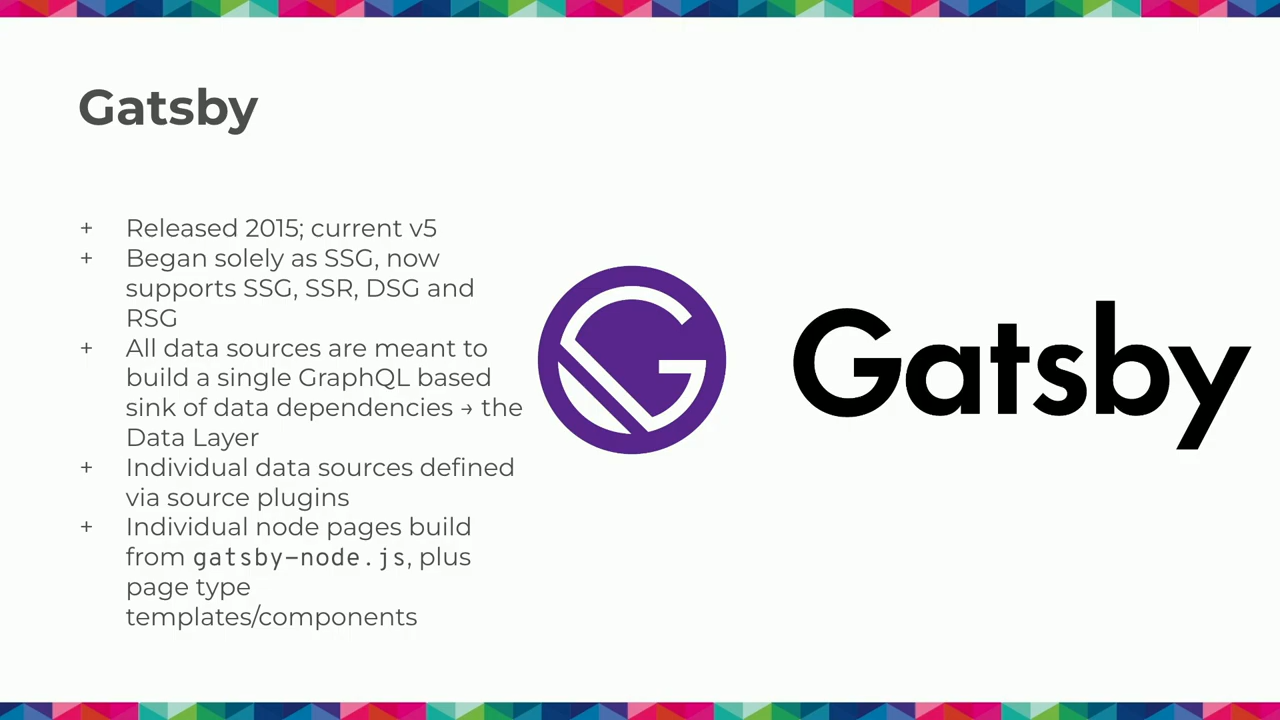 Gatsby
+ Released 2015; current v5
+ Began solely as SSG, now
supports SSG, SSR, DSG and
RSG
+ All data sources are meant to
build a single GraphQL based
sink of data dependencies → the
Data Layer
+ Individual data sources defined
via source plugins
+ Individual node pages build
from gatsby-node.js, plus
page type
templates/components
Gatsby